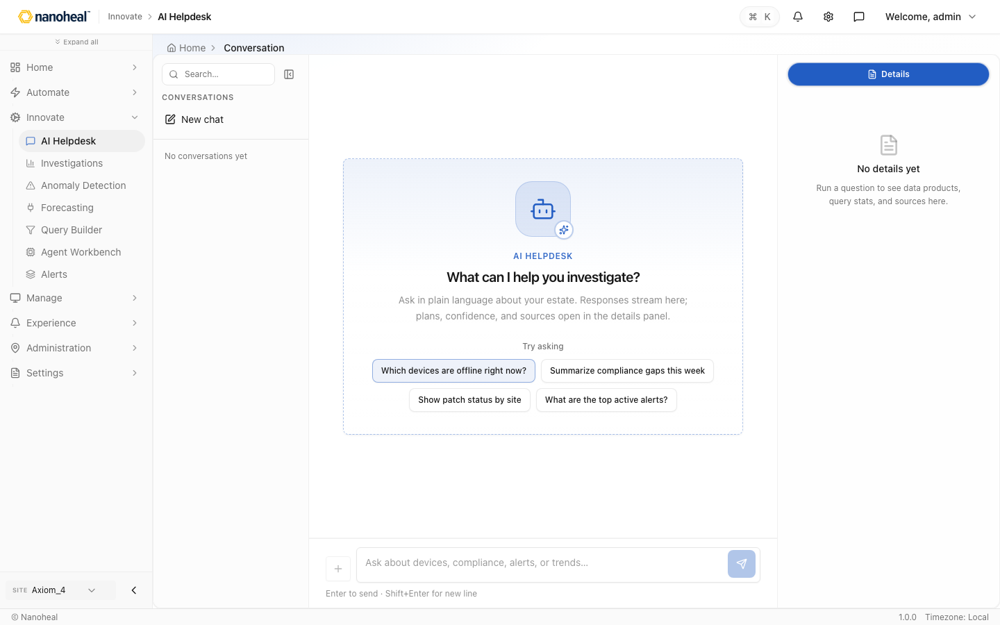 nanoheal™
Innovate > AI Helpdesk
⌘ K
Welcome, admin
Expand all
Home
Automate
Innovate
AI Helpdesk
Investigations
Anomaly Detection
Forecasting
Query Builder
Agent Workbench
Alerts
Manage
Experience
Administration
Settings
SITE Axiom_4
Home > Conversation
Search...
CONVERSATIONS
New chat
No conversations yet
AI HELPDESK
What can I help you investigate?
Ask in plain language about your estate. Responses stream here;
plans, confidence, and sources open in the details panel.
Try asking
Which devices are offline right now?
Summarize compliance gaps this week
Show patch status by site
What are the top active alerts?
Ask about devices, compliance, alerts, or trends...
Enter to send · Shift+Enter for new line
Details
No details yet
Run a question to see data products,
query stats, and sources here.
© Nanoheal
1.0.0 Timezone: Local